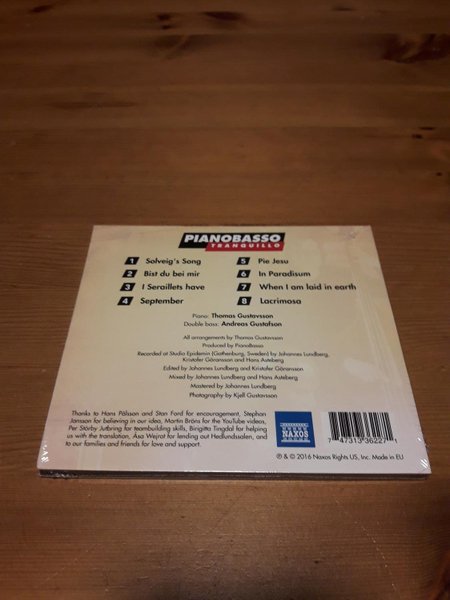 PIANOBASSO
TRANQUILLO
1 Solveig's Song
2 Bist du bei mir
3 I Seraillets have
4 September
5 Pie Jesu
6 In Paradisum
7 When I am laid in earth
8 Lacrimosa
Piano: Thomas Gustavsson
Double bass: Andreas Gustafson
All arrangements by Thomas Gustavsson
Produced by PianoBasso
Recorded at Studio Epidemin (Gothenburg, Sweden) by Johannes Lundberg,
Kristofer Göransson and Hans Asteberg
Edited by Johannes Lundberg and Kristofer Göransson
Mixed by Johannes Lundberg and Hans Asteberg
Mastered by Johannes Lundberg
Photography by Kjell Gustavsson
Thanks to Hans Pålsson and Stan Ford for encouragement, Stephan
Jansson for believing in our idea, Martin Bröns for the YouTube videos,
Per Störby Jutbring for teambuilding skills, Birgitta Tingdal for helping
us with the translation, Åsa Wejrot for lending out Hedlundssalen, and
to our families and friends for love and support.
NAXOS
7 47313 36227 1
℗ & © 2016 Naxos Rights US, Inc. Made in EU